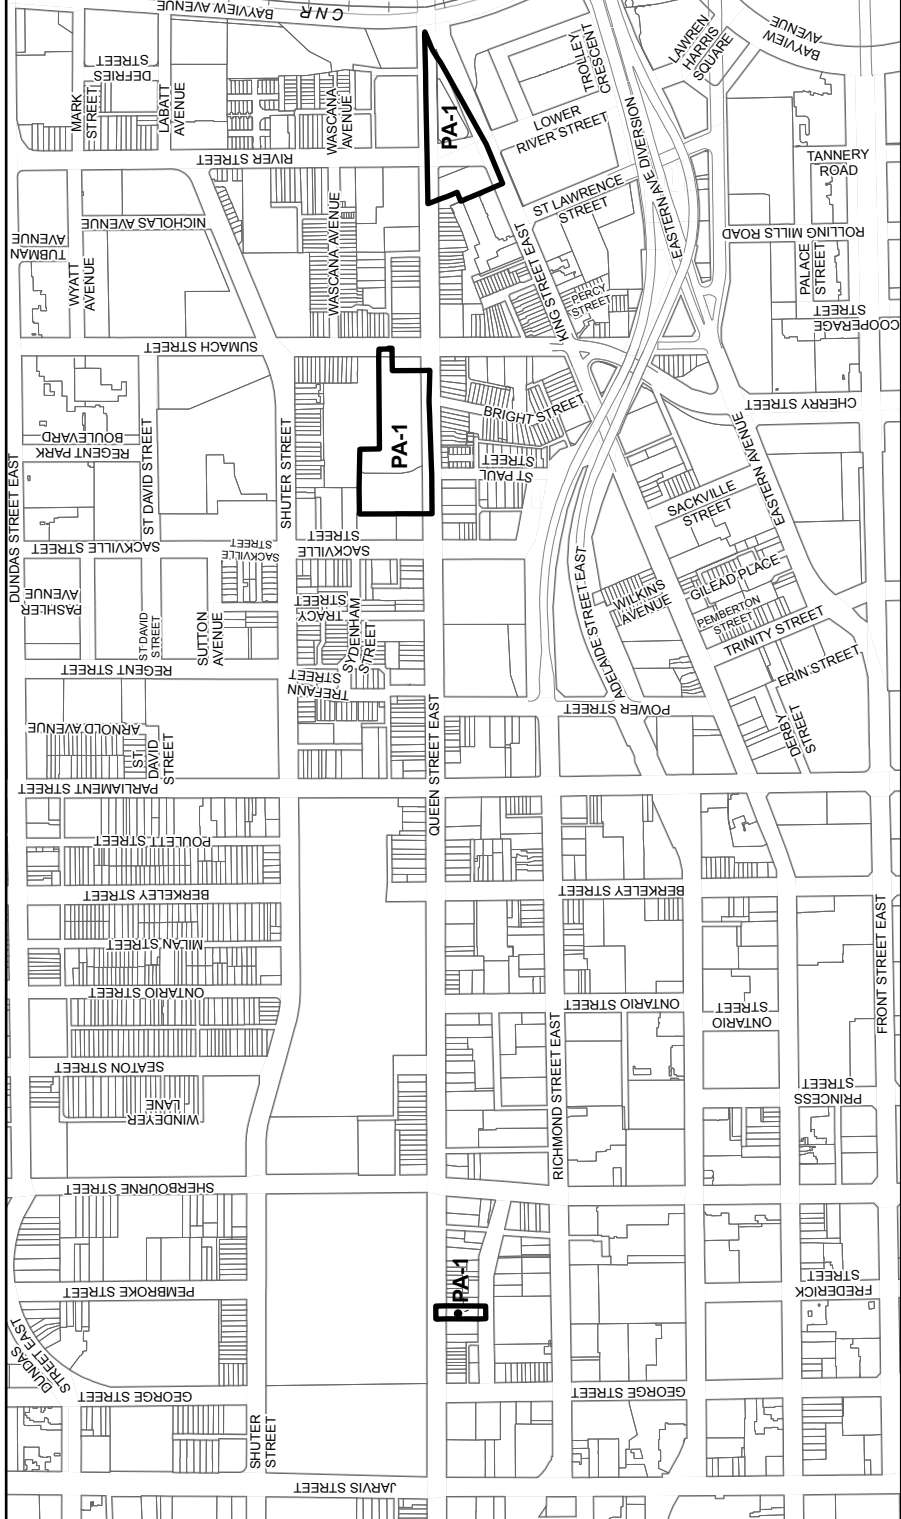 BAYVIEW AVENUE
CNR
DEFRIES
STREET
MARK
STREET
LABATT
AVENUE
WASCANA
AVENUE
RIVER STREET
PA-1
TROLLEY
CRESCENT
LAWREN
HARRIS
SQUARE
BAYVIEW
AVENUE
LOWER
RIVER STREET
EASTERN AVE DIVERSION
TANNERY
ROAD
NICHOLAS AVENUE
TUBMAN
AVENUE
WYATT
AVENUE
WASCANA AVENUE
ST LAWRENCE
STREET
KING STREET EAST
PERCY
STREET
ROLLING MILLS ROAD
PALACE
STREET
COOPERAGE
STREET
SUMACH STREET
CHERRY STREET
BRIGHT STREET
PA-1
REGENT PARK
BOULEVARD
ST DAVID STREET
SHUTER STREET
ST PAUL
STREET
DUNDAS STREET EAST
SACKVILLE STREET
SACKVILLE
STREET
SACKVILLE
STREET
SACKVILLE
STREET
EASTERN AVENUE
PASHLER
AVENUE
ST DAVID
STREET
SUTTON
AVENUE
TRACY
STREET
SYDENHAM
STREET
ADELAIDE STREET EAST
WILKINS
AVENUE
GILEAD PLACE
PEMBERTON
STREET
TRINITY STREET
ERIN STREET
REGENT STREET
TREFANN
STREET
POWER STREET
DERBY
STREET
ARNOLD AVENUE
ST
DAVID
STREET
QUEEN STREET EAST
PARLIAMENT STREET
POULETT STREET
BERKELEY STREET
BERKELEY STREET
MILAN STREET
FRONT STREET EAST
ONTARIO STREET
ONTARIO STREET
ONTARIO
STREET
SEATON STREET
RICHMOND STREET EAST
PRINCESS
STREET
WINDEYER
LANE
SHERBOURNE STREET
PEMBROKE STREET
PA-1
FREDERICK
STREET
DUNDAS
STREET EAST
GEORGE STREET
GEORGE STREET
SHUTER
STREET
JARVIS STREET